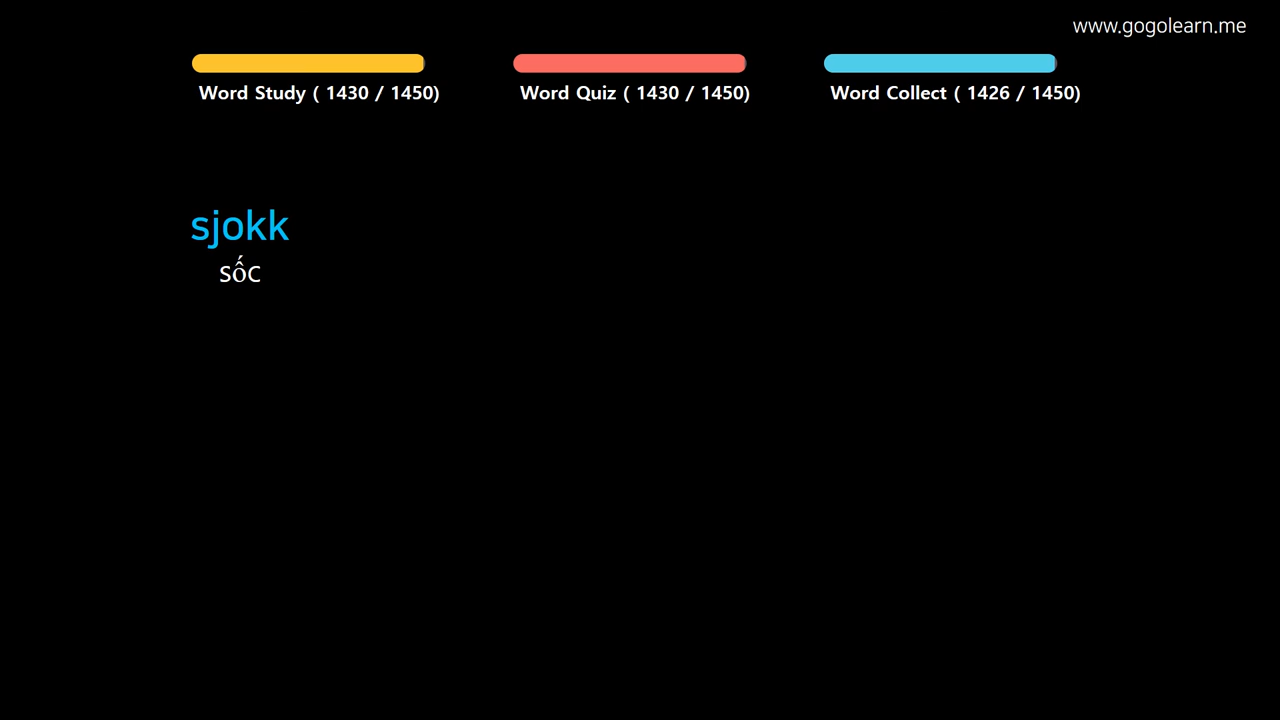 www.gogolearn.me
Word Study ( 1430 / 1450)
Word Quiz ( 1430 / 1450)
Word Collect ( 1426 / 1450)
sjokk
sốc